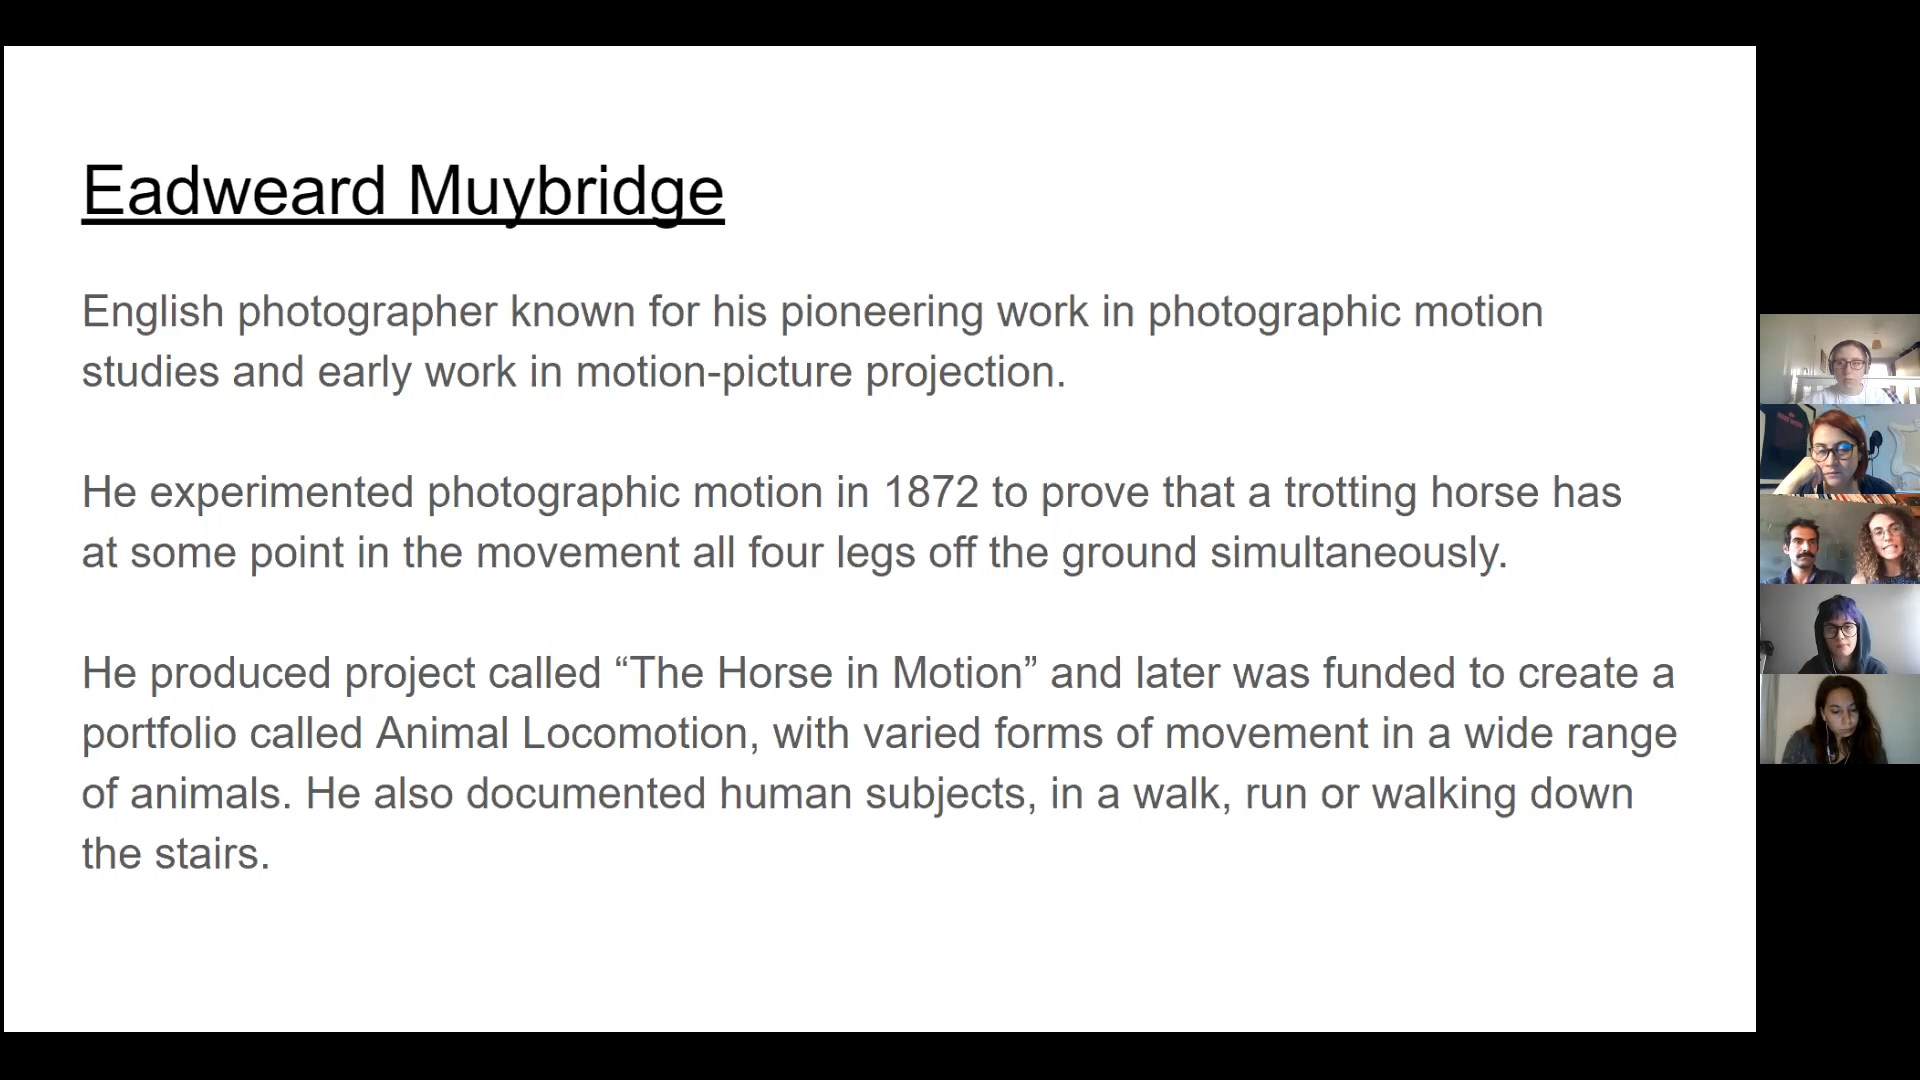 Eadweard Muybridge
English photographer known for his pioneering work in photographic motion
studies and early work in motion-picture projection.
He experimented photographic motion in 1872 to prove that a trotting horse has
at some point in the movement all four legs off the ground simultaneously.
He produced project called “The Horse in Motion” and later was funded to create a
portfolio called Animal Locomotion, with varied forms of movement in a wide range
of animals. He also documented human subjects, in a walk, run or walking down
the stairs.